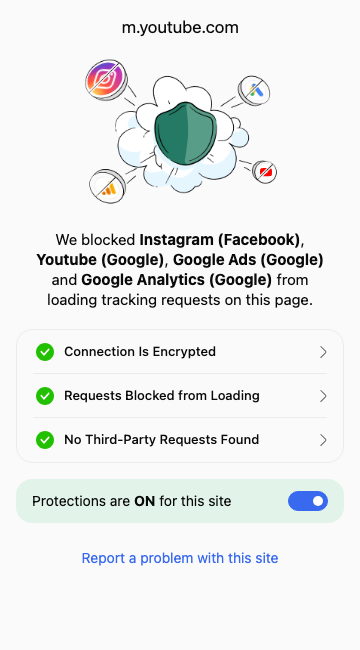 m.youtube.com
We blocked Instagram (Facebook),
Youtube (Google), Google Ads (Google)
and Google Analytics (Google) from
loading tracking requests on this page.
Connection Is Encrypted
Requests Blocked from Loading
No Third-Party Requests Found
Protections are ON for this site
Report a problem with this site